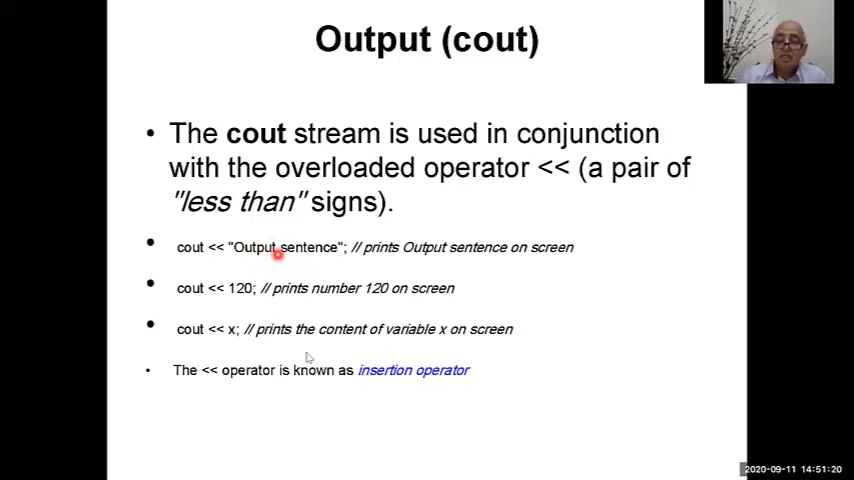 Output (cout)
• The cout stream is used in conjunction
with the overloaded operator << (a pair of
"less than" signs).
• cout << "Output sentence"; // prints Output sentence on screen
• cout << 120; // prints number 120 on screen
• cout << x; // prints the content of variable x on screen
• The << operator is known as insertion operator
2020-09-11 14:51:20